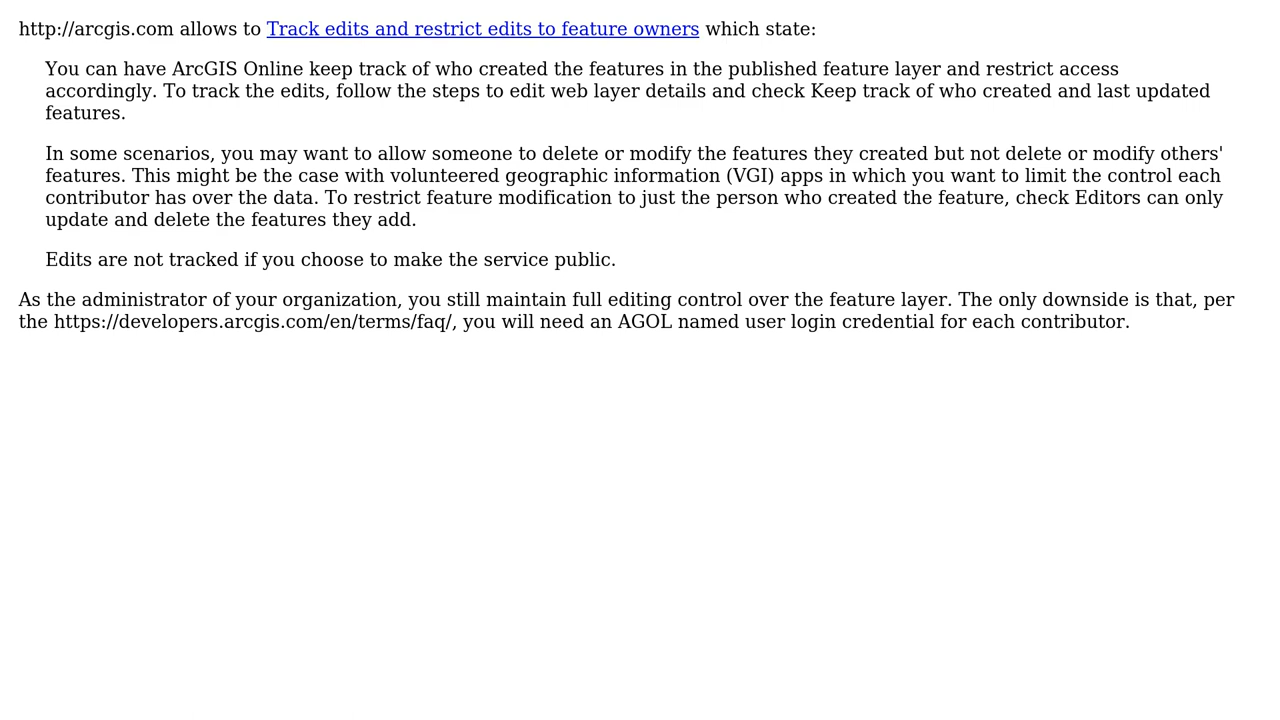 http://arcgis.com allows to Track edits and restrict edits to feature owners which state:
You can have ArcGIS Online keep track of who created the features in the published feature layer and restrict access
accordingly. To track the edits, follow the steps to edit web layer details and check Keep track of who created and last updated
features.
In some scenarios, you may want to allow someone to delete or modify the features they created but not delete or modify others'
features. This might be the case with volunteered geographic information (VGI) apps in which you want to limit the control each
contributor has over the data. To restrict feature modification to just the person who created the feature, check Editors can only
update and delete the features they add.
Edits are not tracked if you choose to make the service public.
As the administrator of your organization, you still maintain full editing control over the feature layer. The only downside is that, per
the https://developers.arcgis.com/en/terms/faq/, you will need an AGOL named user login credential for each contributor.